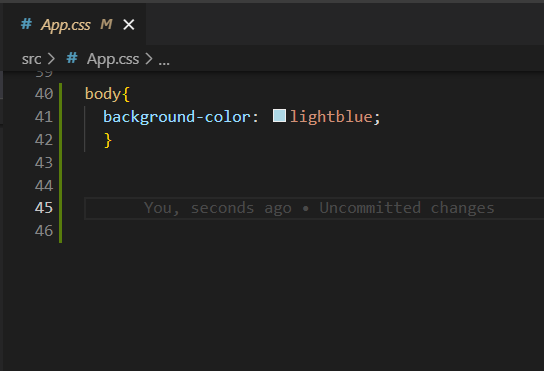 # App.css M ×
src > # App.css > ...
39
40 body{
41 background-color: lightblue;
42 }
43
44
45 You, seconds ago • Uncommitted changes
46